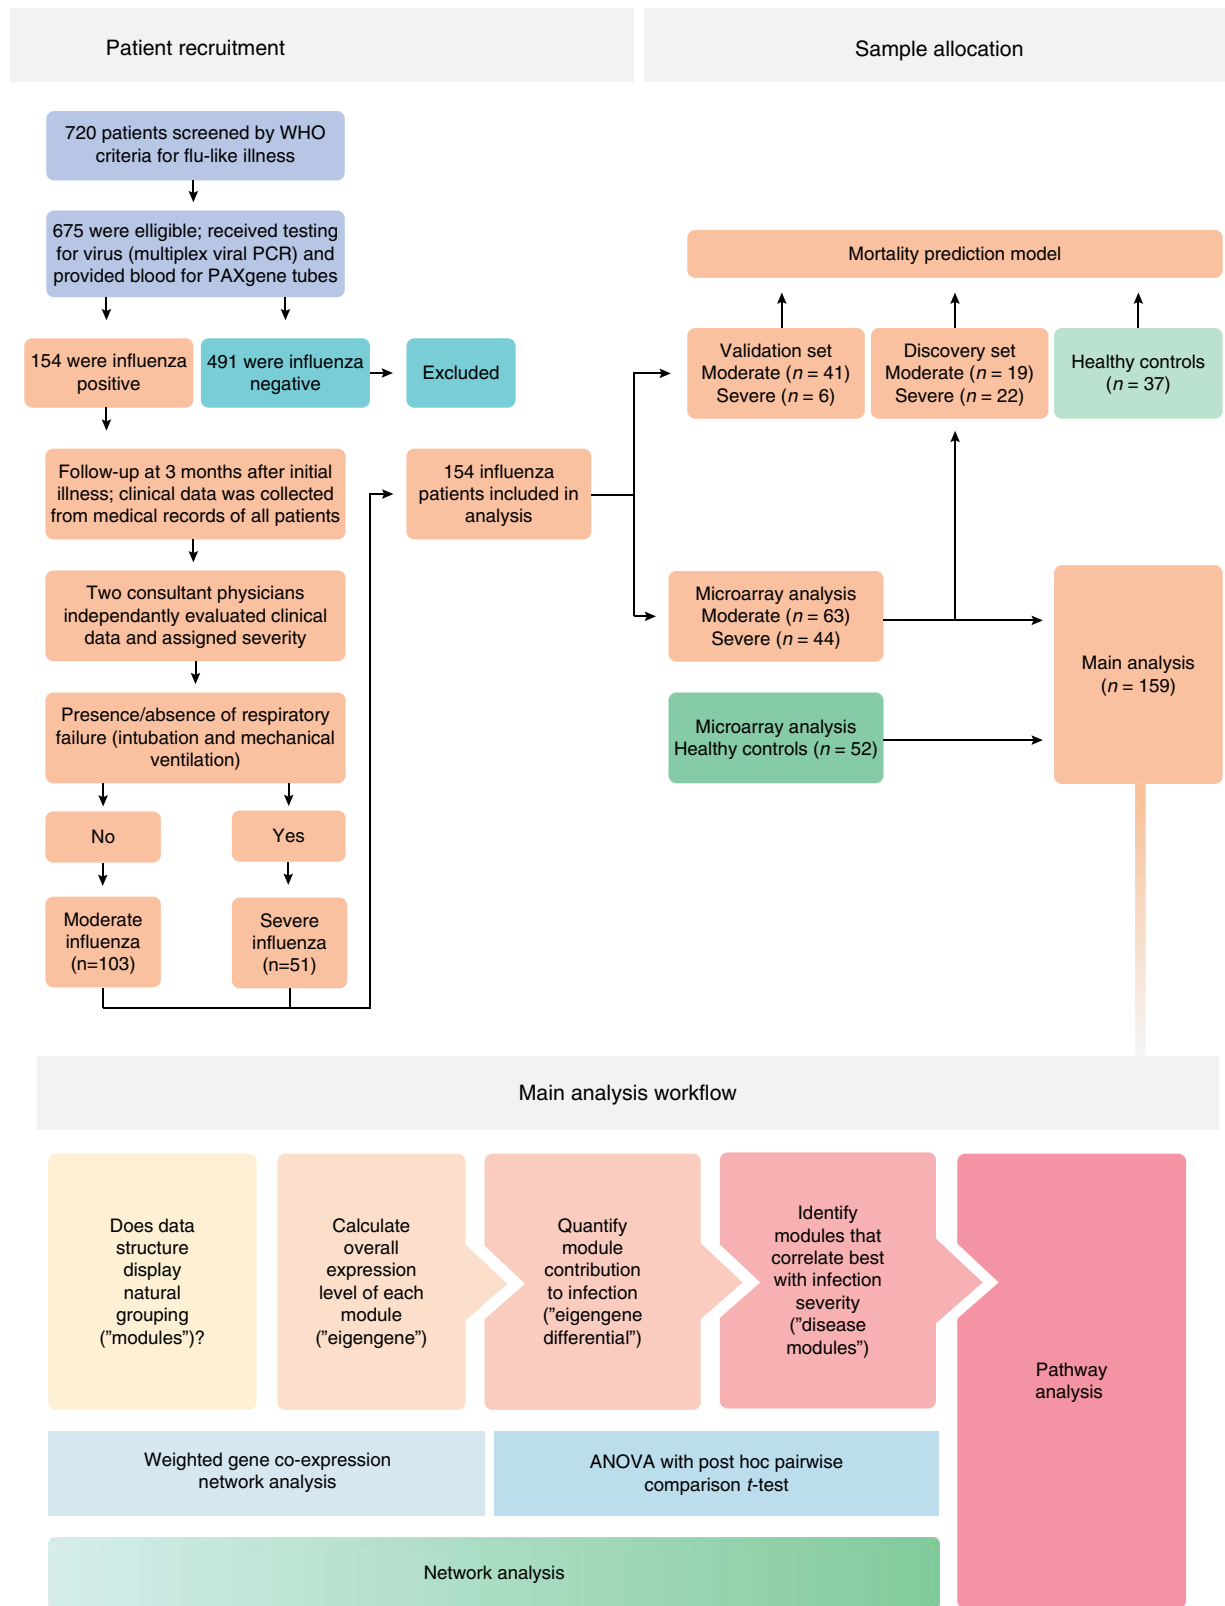 Patient recruitment
Sample allocation
720 patients screened by WHO
criteria for flu-like illness
675 were elligible; received testing
for virus (multiplex viral PCR) and
provided blood for PAXgene tubes
154 were influenza
positive
491 were influenza
negative
Excluded
Follow-up at 3 months after initial
illness; clinical data was collected
from medical records of all patients
Two consultant physicians
independantly evaluated clinical
data and assigned severity
Presence/absence of respiratory
failure (intubation and mechanical
ventilation)
No
Yes
Moderate
influenza
(n=103)
Severe
influenza
(n=51)
154 influenza
patients included in
analysis
Mortality prediction model
Validation set
Moderate (n = 41)
Severe (n = 6)
Discovery set
Moderate (n = 19)
Severe (n = 22)
Healthy controls
(n = 37)
Microarray analysis
Moderate (n = 63)
Severe (n = 44)
Microarray analysis
Healthy controls (n = 52)
Main analysis
(n = 159)
Main analysis workflow
Does data
structure
display
natural
grouping
("modules")?
Calculate
overall
expression
level of each
module
("eigengene")
Quantify
module
contribution
to infection
("eigengene
differential")
Identify
modules that
correlate best
with infection
severity
("disease
modules")
Pathway
analysis
Weighted gene co-expression
network analysis
ANOVA with post hoc pairwise
comparison t-test
Network analysis